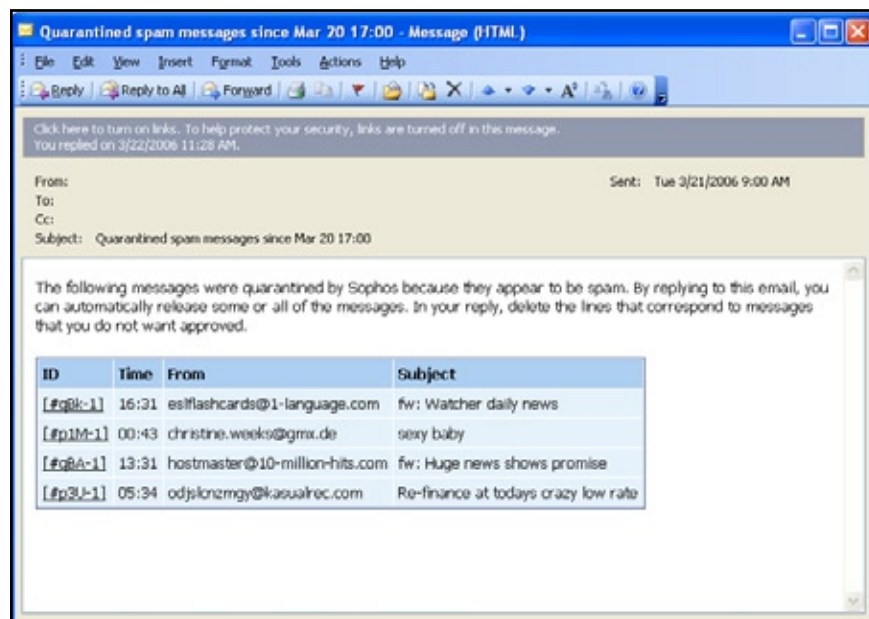 Quarantined spam messages since Mar 20 17:00 - Message (HTML)
File Edit View Insert Format Tools Actions Help
Reply Reply to All Forward
Click here to turn on links. To help protect your security, links are turned off in this message.
You replied on 3/22/2006 11:28 AM.
From: Sent: Tue 3/21/2006 9:00 AM
To:
Cc:
Subject: Quarantined spam messages since Mar 20 17:00
The following messages were quarantined by Sophos because they appear to be spam. By replying to this email, you
can automatically release some or all of the messages. In your reply, delete the lines that correspond to messages
that you do not want approved.
ID Time From Subject
[#qBk-1] 16:31 eslflashcards@1-language.com fw: Watcher daily news
[#p1M-1] 00:43 christine.weeks@gmx.de sexy baby
[#qBA-1] 13:31 hostmaster@10-million-hits.com fw: Huge news shows promise
[#p3U-1] 05:34 Re-finance at todays crazy low rate